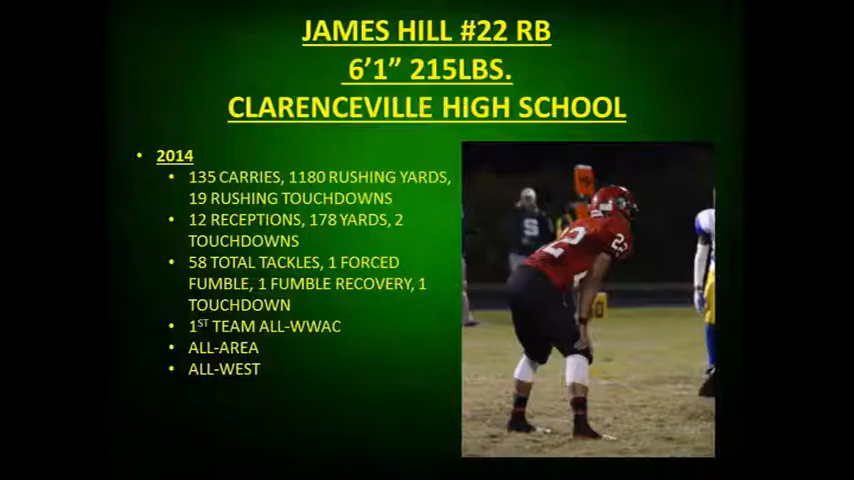 JAMES HILL #22 RB
6’1” 215LBS.
CLARENCEVILLE HIGH SCHOOL
• 2014
• 135 CARRIES, 1180 RUSHING YARDS,
19 RUSHING TOUCHDOWNS
• 12 RECEPTIONS, 178 YARDS, 2
TOUCHDOWNS
• 58 TOTAL TACKLES, 1 FORCED
FUMBLE, 1 FUMBLE RECOVERY, 1
TOUCHDOWN
• 1ST TEAM ALL-WWAC
• ALL-AREA
• ALL-WEST
S
22
22